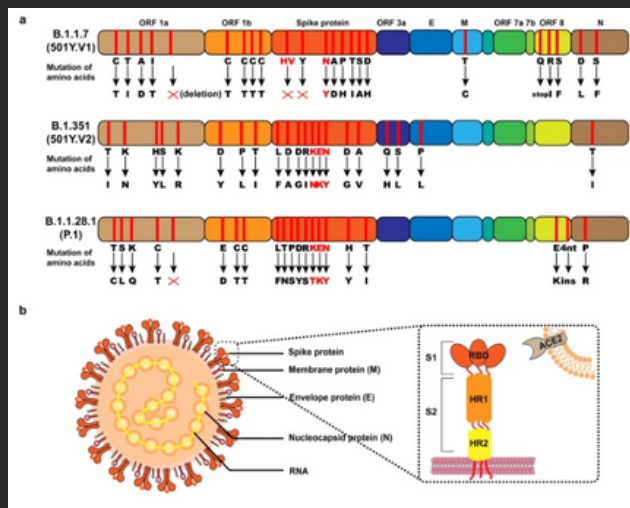 a
ORF 1a ORF 1b Spike protein ORF 3a E M ORF 7a 7b ORF 8 N
B.1.1.7
(501Y.V1)
Mutation of
amino acids
C T A I C C C C HV Y N A P T S D T Q R S D S
T I D T (deletion) T T T T Y D H I A H C stop I F L F
B.1.351
(501Y.V2)
Mutation of
amino acids
T K H S K D P T L D D R K E N D A Q S P T
I N Y L R Y L I F A G I N K Y G V H L L I
B.1.1.28.1
(P.1)
Mutation of
amino acids
T S K C E C C L T P D R K E N H T E 4nt P
C L Q T D T T F N S Y S T K Y Y I K ins R
b
Spike protein
Membrane protein (M)
Envelope protein (E)
Nucleocapsid protein (N)
RNA
S1
S2
RBD
HR1
HR2
ACE2